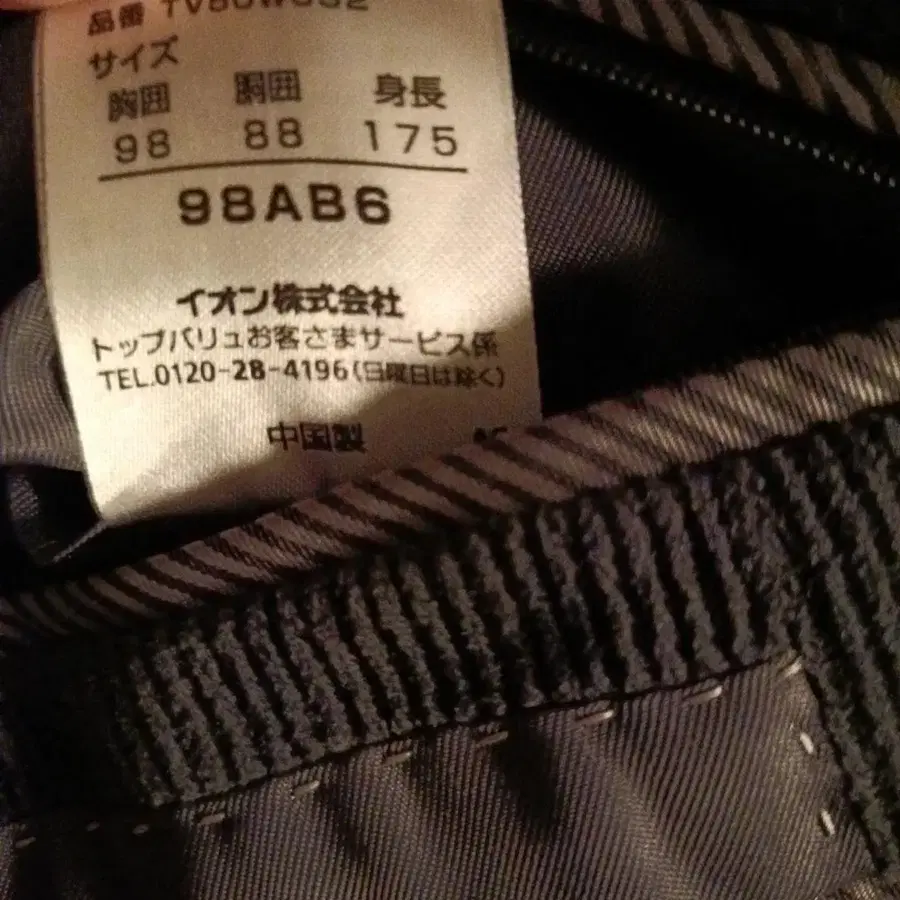 品番
サイズ
胸囲 胴囲 身長
98 88 175
98AB6
イオン株式会社
トップバリュお客さまサービス係
TEL.0120-28-4196(日曜日は除く)
中国製